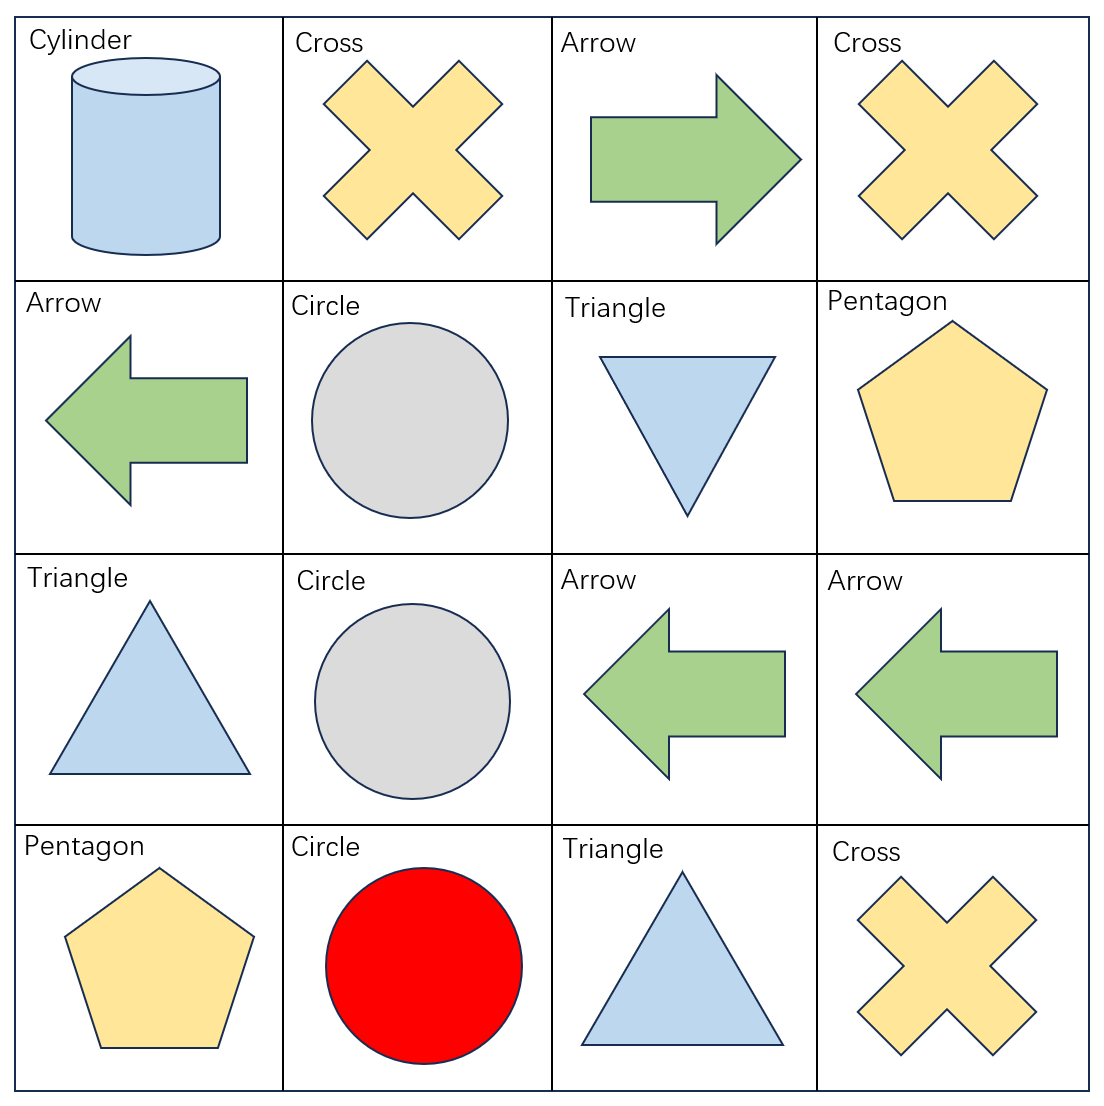 Cylinder
Cross
Arrow
Cross
Arrow
Circle
Triangle
Pentagon
Triangle
Circle
Arrow
Arrow
Pentagon
Circle
Triangle
Cross